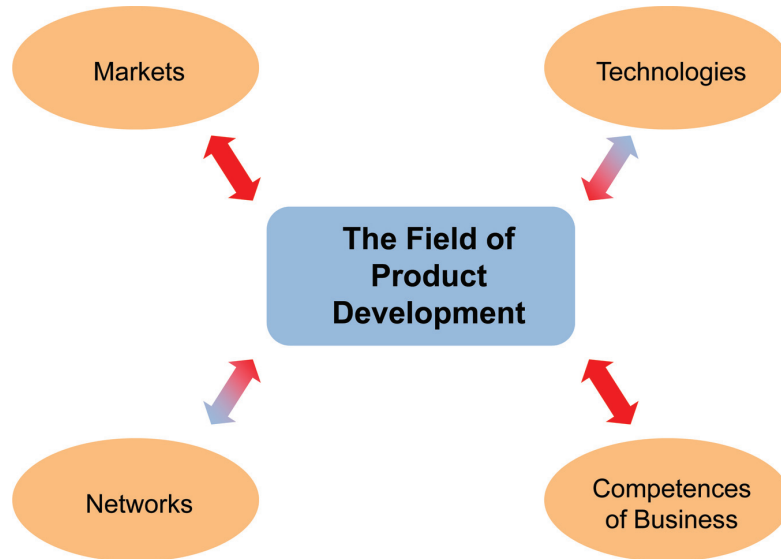 Markets
Technologies
The Field of
Product
Development
Networks
Competences
of Business